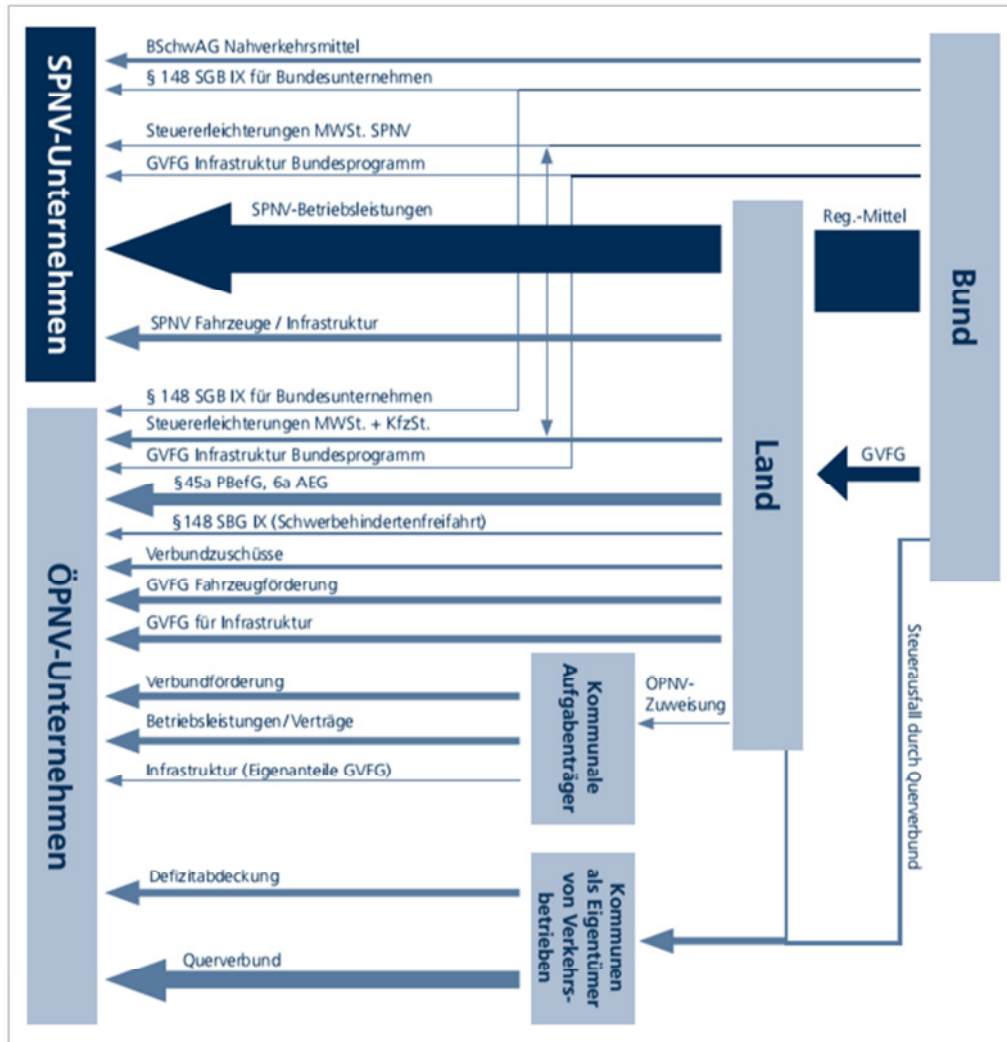 SPNV-Unternehmen
BSchwAG Nahverkehrsmittel
§ 148 SGB IX für Bundesunternehmen
Steuererleichterungen MWSt. SPNV
GVFG Infrastruktur Bundesprogramm
SPNV-Betriebsleistungen
Reg.-Mittel
Bund
SPNV Fahrzeuge / Infrastruktur
Land
ÖPNV-Unternehmen
§ 148 SGB IX für Bundesunternehmen
Steuererleichterungen MWSt. + KfzSt.
GVFG Infrastruktur Bundesprogramm
GVFG
§45a PBefG, 6a AEG
§148 SBG IX (Schwerbehindertenfreifahrt)
Verbundzuschüsse
GVFG Fahrzeugförderung
GVFG für Infrastruktur
Verbundförderung
Betriebsleistungen/Verträge
Infrastruktur (Eigenanteile GVFG)
Kommunale
Aufgabenträger
ÖPNV-
Zuweisung
Steuerausfall durch Querverbund
Defizitabdeckung
Querverbund
Kommunen
als Eigentümer
von Verkehrs-
betrieben